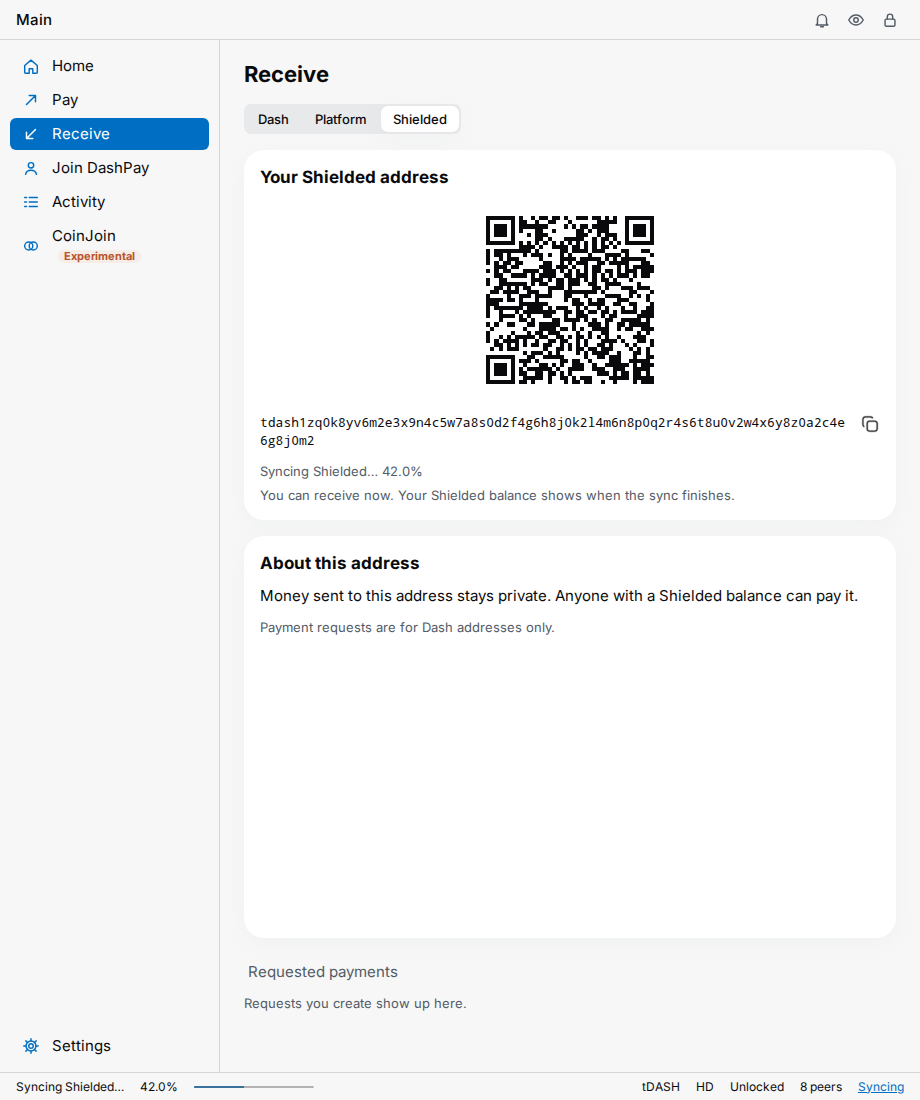 Main
Home
Pay
Receive
Join DashPay
Activity
CoinJoin
Experimental
Settings
Receive
Dash Platform Shielded
Your Shielded address
tdash1zq0k8yv6m2e3x9n4c5w7a8s0d2f4g6h8j0k2l4m6n8p0q2r4s6t8u0v2w4x6y8z0a2c4e
6g8j0m2
Syncing Shielded... 42.0%
You can receive now. Your Shielded balance shows when the sync finishes.
About this address
Money sent to this address stays private. Anyone with a Shielded balance can pay it.
Payment requests are for Dash addresses only.
Requested payments
Requests you create show up here.
Syncing Shielded... 42.0% tDASH HD Unlocked 8 peers Syncing